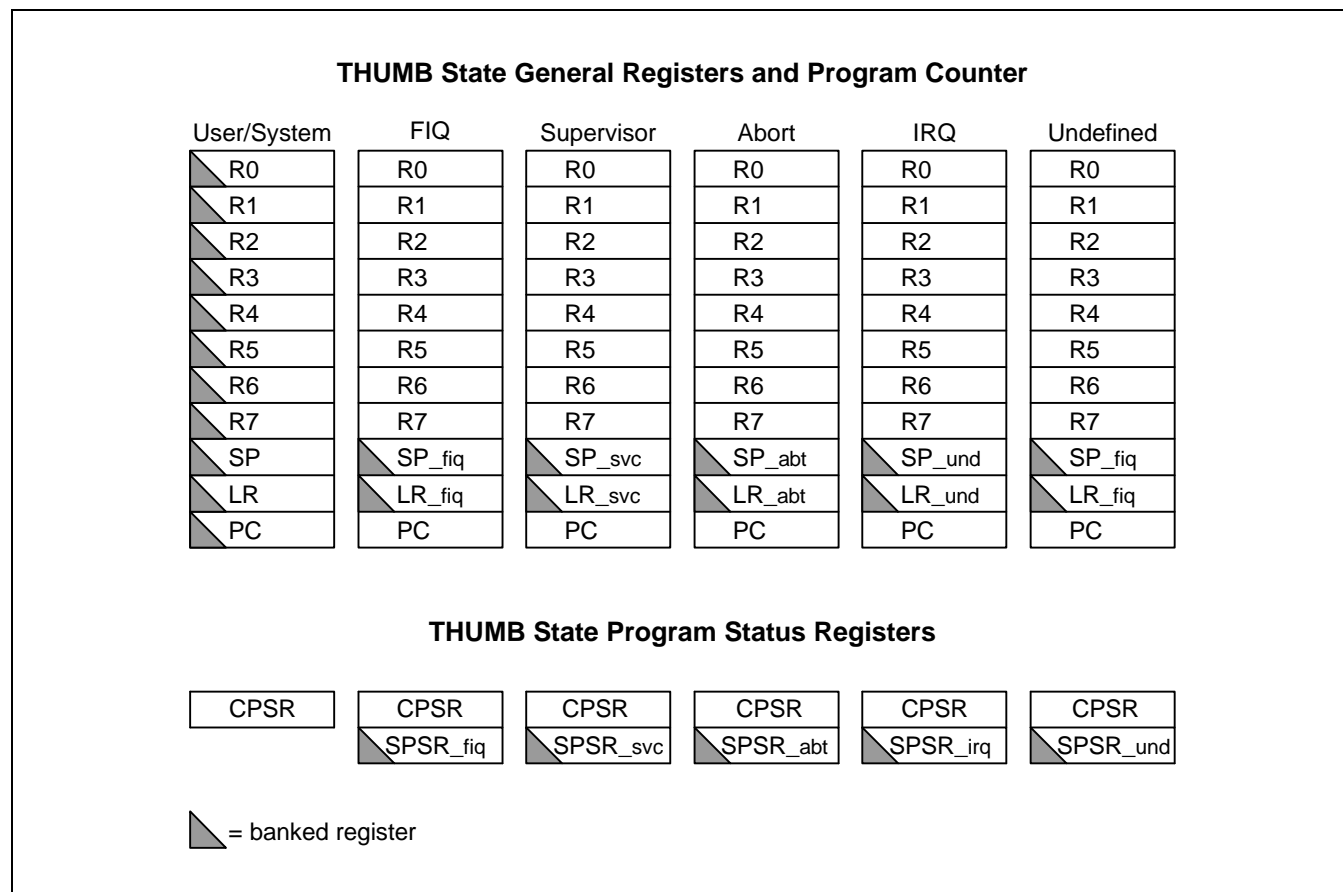 THUMB State General Registers and Program Counter
User/System FIQ Supervisor Abort IRQ Undefined
R0 R0 R0 R0 R0 R0
R1 R1 R1 R1 R1 R1
R2 R2 R2 R2 R2 R2
R3 R3 R3 R3 R3 R3
R4 R4 R4 R4 R4 R4
R5 R5 R5 R5 R5 R5
R6 R6 R6 R6 R6 R6
R7 R7 R7 R7 R7 R7
SP SP_fiq SP_svc SP_abt SP_und SP_fiq
LR LR_fiq LR_svc LR_abt LR_und LR_fiq
PC PC PC PC PC PC
THUMB State Program Status Registers
CPSR CPSR CPSR CPSR CPSR CPSR
SPSR_fiq SPSR_svc SPSR_abt SPSR_irq SPSR_und
= banked register